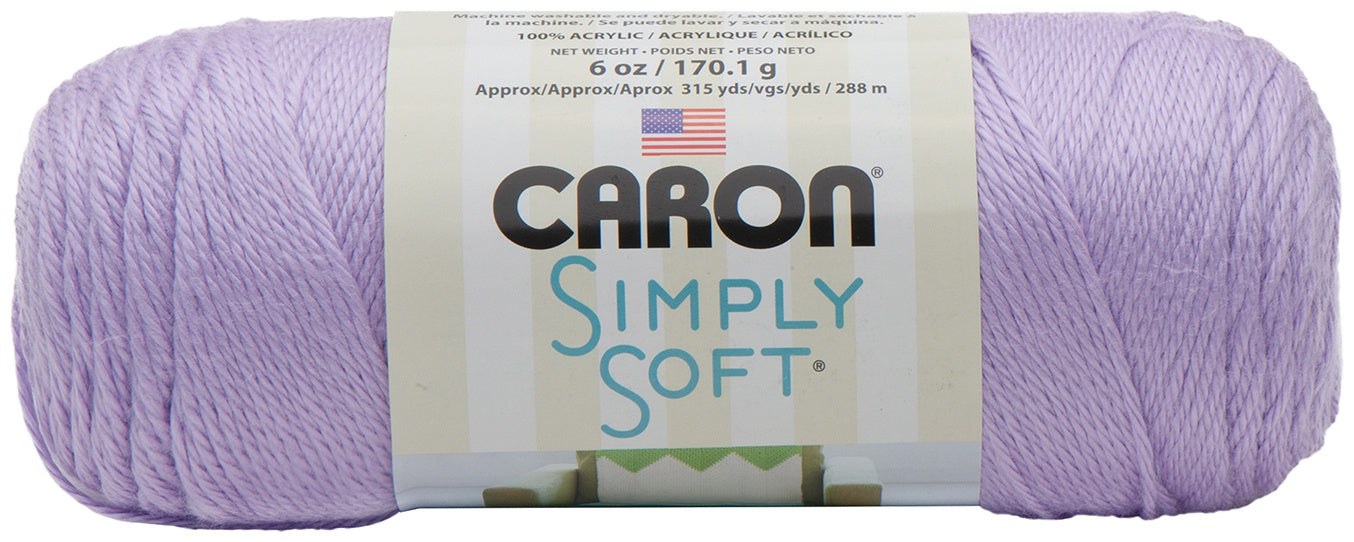 Machine washable and dryable. / Lavable et séchable à
la machine. / Se puede lavar y secar a máquina.
100% ACRYLIC / ACRYLIQUE / ACRÍLICO
NET WEIGHT • POIDS NET • PESO NETO
6 oz / 170.1 g
Approx/Approx/Aprox 315 yds/vgs/yds / 288 m
CARON®
SIMPLY
SOFT®